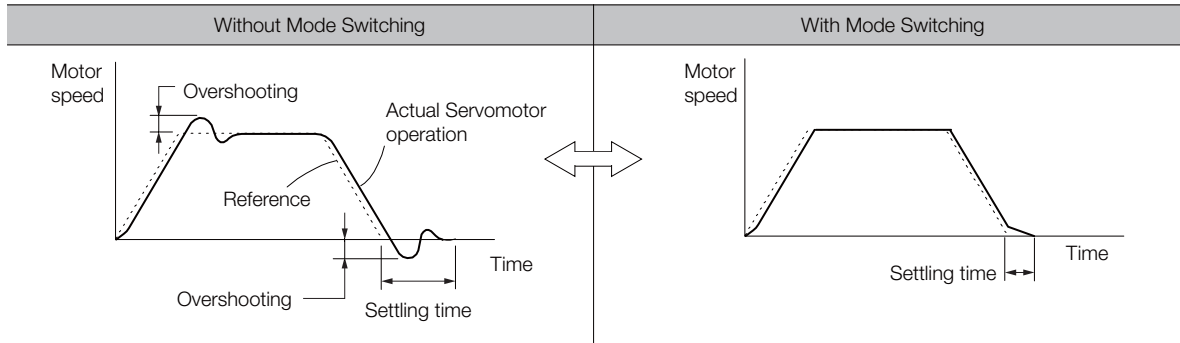 Without Mode Switching
With Mode Switching
Motor
speed
Overshooting
Actual Servomotor
operation
Reference
Time
Overshooting
Settling time
Motor
speed
Time
Settling time